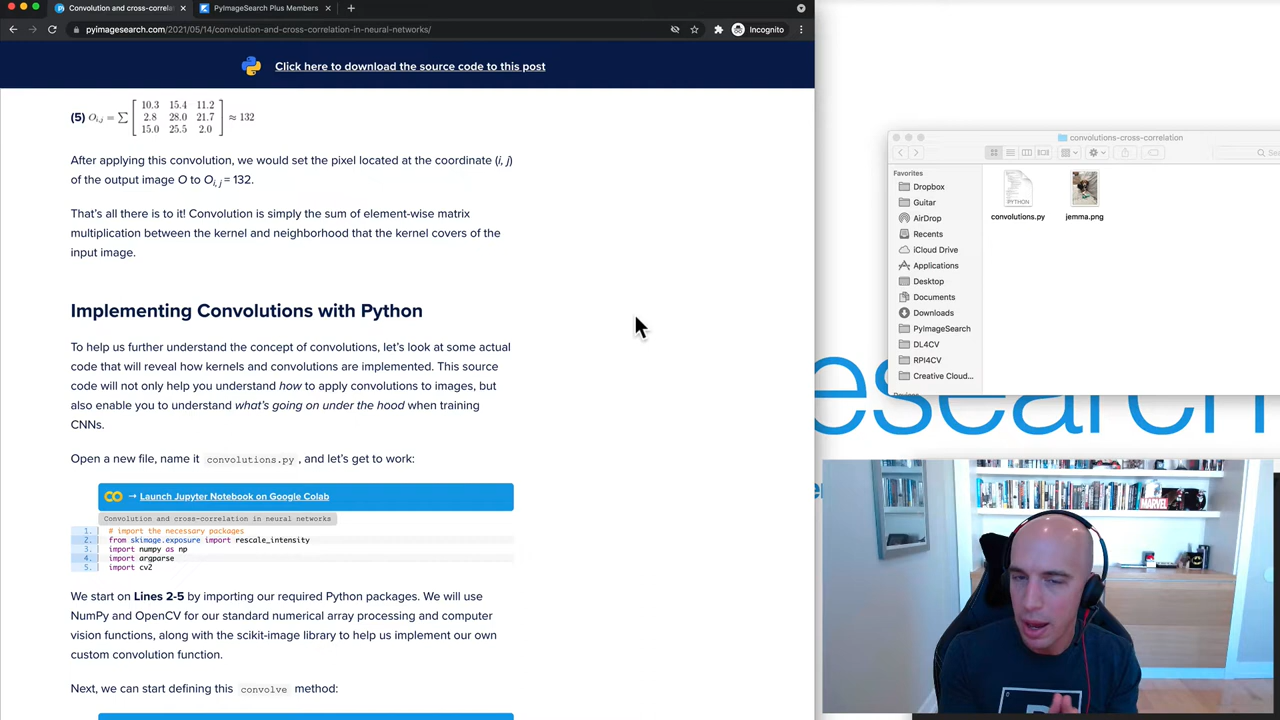 Convolution and cross-correla
PyImageSearch Plus Members
pyimagesearch.com/2021/05/14/convolution-and-cross-correlation-in-neural-networks/
Incognito
Click here to download the source code to this post
(5) Oi,j = ∑ [ 10.3 15.4 11.2
2.8 28.0 21.7
15.0 25.5 2.0 ] ≈ 132
After applying this convolution, we would set the pixel located at the coordinate (i, j)
of the output image O to Oi, j = 132.
That's all there is to it! Convolution is simply the sum of element-wise matrix
multiplication between the kernel and neighborhood that the kernel covers of the
input image.
Implementing Convolutions with Python
To help us further understand the concept of convolutions, let's look at some actual
code that will reveal how kernels and convolutions are implemented. This source
code will not only help you understand how to apply convolutions to images, but
also enable you to understand what's going on under the hood when training
CNNs.
Open a new file, name it convolutions.py , and let's get to work:
→ Launch Jupyter Notebook on Google Colab
Convolution and cross-correlation in neural networks
1. # import the necessary packages
2. from skimage.exposure import rescale_intensity
3. import numpy as np
4. import argparse
5. import cv2
We start on Lines 2-5 by importing our required Python packages. We will use
NumPy and OpenCV for our standard numerical array processing and computer
vision functions, along with the scikit-image library to help us implement our own
custom convolution function.
Next, we can start defining this convolve method:
convolutions-cross-correlation
Favorites
Dropbox
Guitar
AirDrop
Recents
iCloud Drive
Applications
Desktop
Documents
Downloads
PyImageSearch
DL4CV
RPI4CV
Creative Cloud...
PYTHON
convolutions.py
jemma.png
esearch
MARVEL